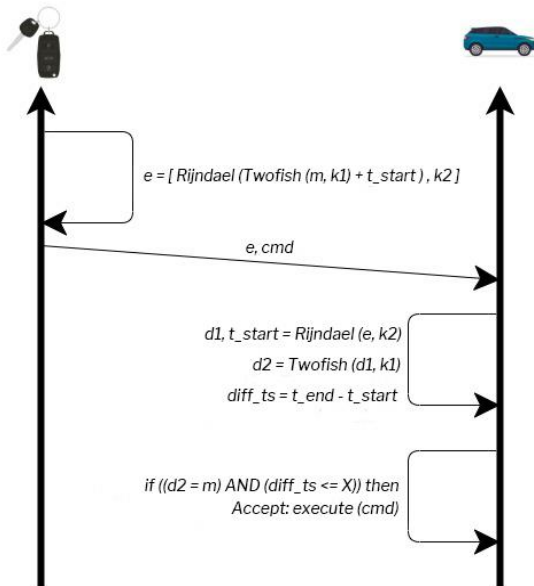 e = [ Rijndael (Twofish (m, k1) + t_start ) , k2 ]
e, cmd
d1, t_start = Rijndael (e, k2)
d2 = Twofish (d1, k1)
diff_ts = t_end - t_start
if ((d2 = m) AND (diff_ts <= X)) then
Accept: execute (cmd)